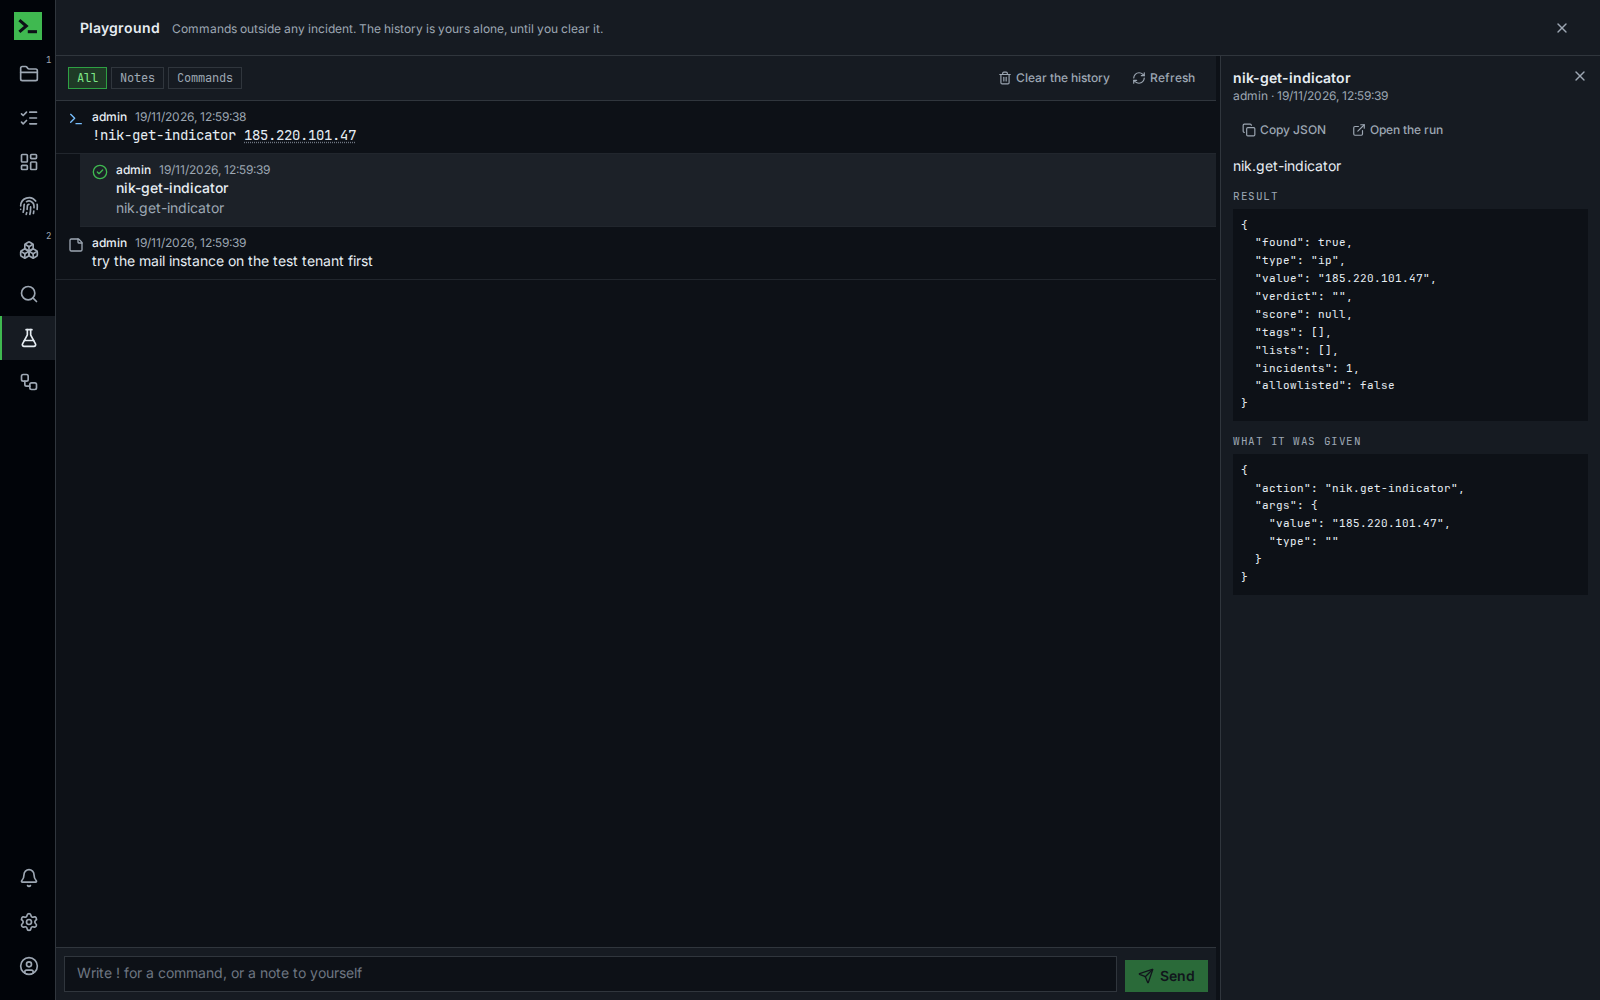 Playground Commands outside any incident. The history is yours alone, until you clear it.
1
2
All Notes Commands Clear the history Refresh
admin 19/11/2026, 12:59:38
!nik-get-indicator 185.220.101.47
admin 19/11/2026, 12:59:39
nik-get-indicator
nik.get-indicator
admin 19/11/2026, 12:59:39
try the mail instance on the test tenant first
Write ! for a command, or a note to yourself
Send
nik-get-indicator
admin · 19/11/2026, 12:59:39
Copy JSON Open the run
nik.get-indicator
RESULT
{
"found": true,
"type": "ip",
"value": "185.220.101.47",
"verdict": "",
"score": null,
"tags": [],
"lists": [],
"incidents": 1,
"allowlisted": false
}
WHAT IT WAS GIVEN
{
"action": "nik.get-indicator",
"args": {
"value": "185.220.101.47",
"type": ""
}
}